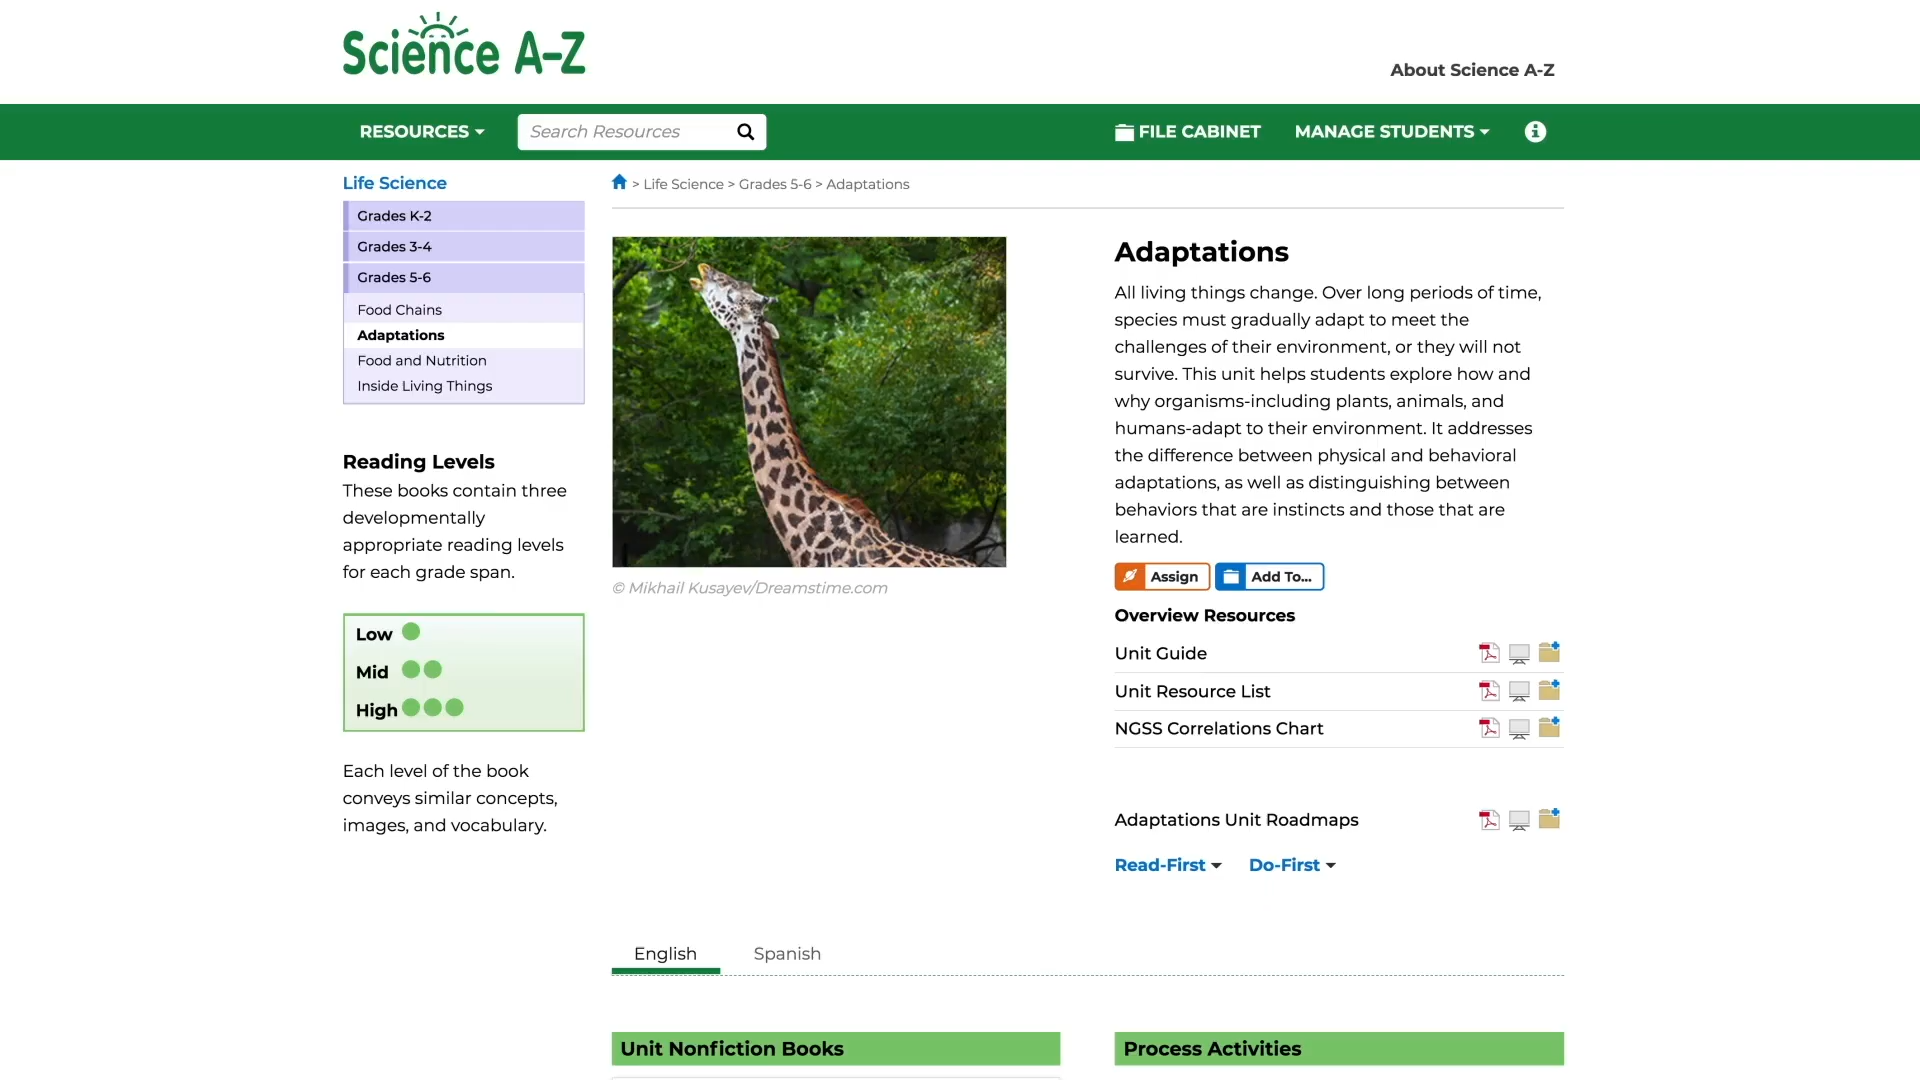 Science A-Z
About Science A-Z
RESOURCES
Search Resources
FILE CABINET
MANAGE STUDENTS
Life Science
Grades K-2
Grades 3-4
Grades 5-6
Food Chains
Adaptations
Food and Nutrition
Inside Living Things
Reading Levels
These books contain three
developmentally
appropriate reading levels
for each grade span.
Low
Mid
High
Each level of the book
conveys similar concepts,
images, and vocabulary.
> Life Science > Grades 5-6 > Adaptations
© Mikhail Kusayev/Dreamstime.com
Adaptations
All living things change. Over long periods of time,
species must gradually adapt to meet the
challenges of their environment, or they will not
survive. This unit helps students explore how and
why organisms-including plants, animals, and
humans-adapt to their environment. It addresses
the difference between physical and behavioral
adaptations, as well as distinguishing between
behaviors that are instincts and those that are
learned.
Assign
Add To...
Overview Resources
Unit Guide
Unit Resource List
NGSS Correlations Chart
Adaptations Unit Roadmaps
Read-First
Do-First
English
Spanish
Unit Nonfiction Books
Process Activities